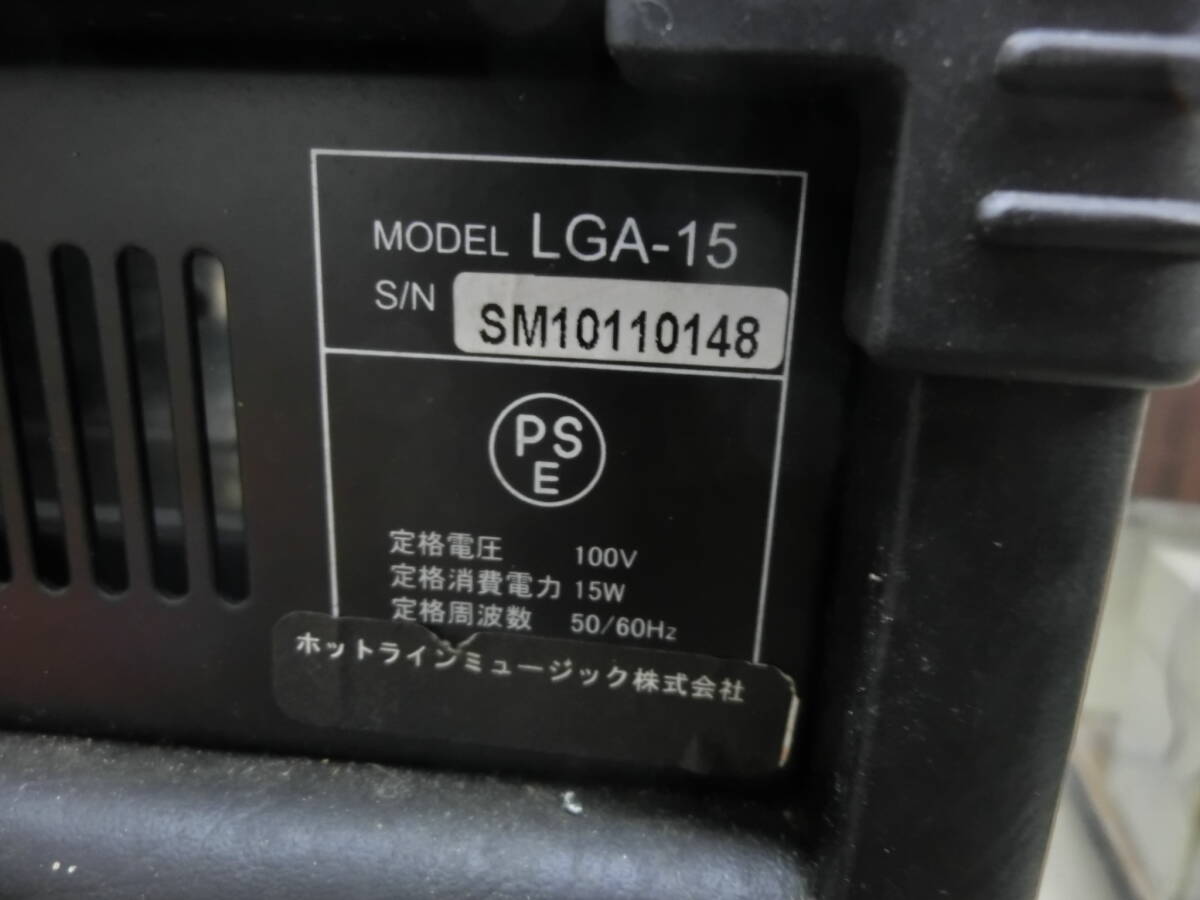 MODEL LGA-15
S/N SM10110148
PS
E
定格電圧 100V
定格消費電力 15W
定格周波数 50/60Hz
ホットラインミュージック株式会社